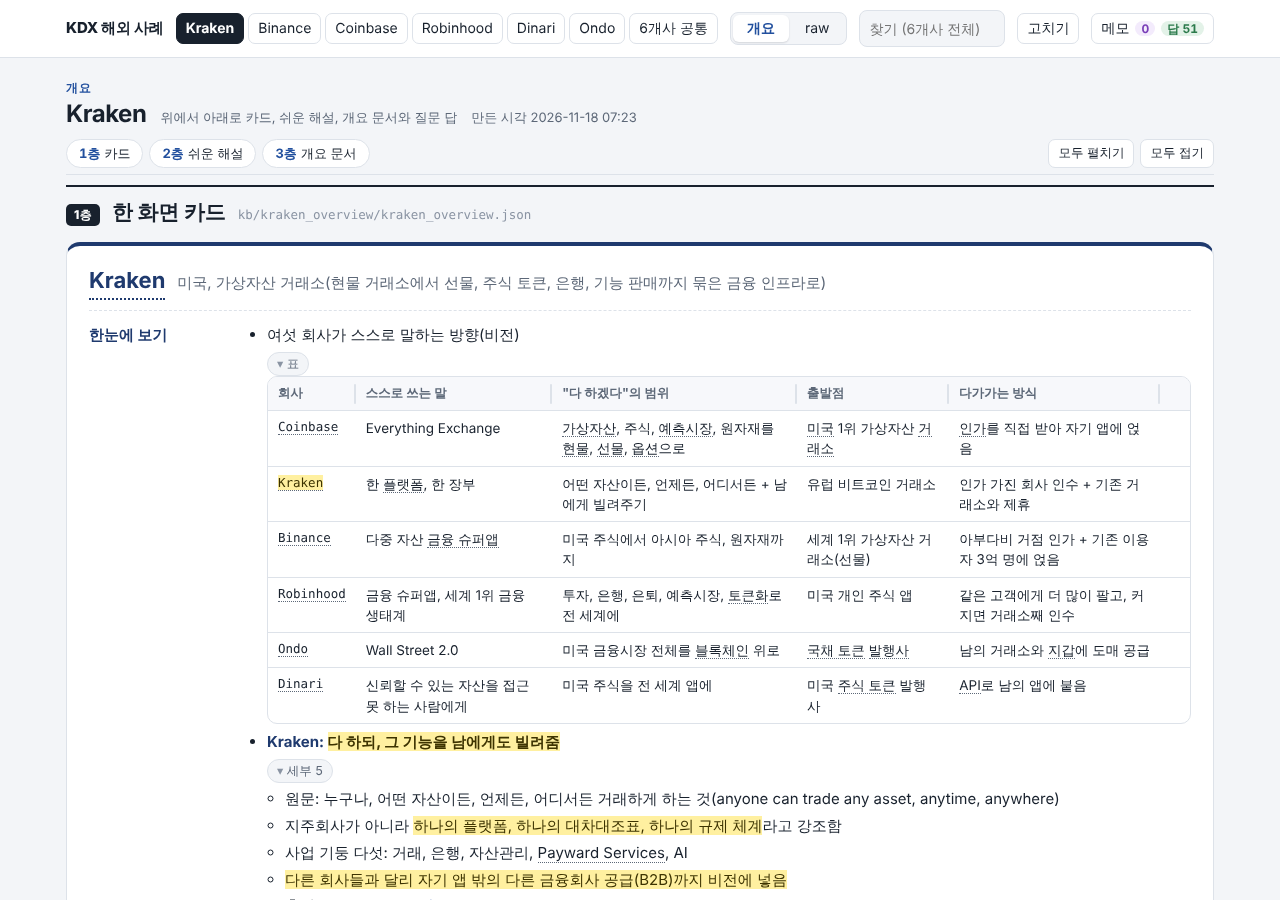 KDX 해외 사례 Kraken Binance Coinbase Robinhood Dinari Ondo 6개사 공통 개요 raw 찾기 (6개사 전체) 고치기 메모 0 답 51
개요
Kraken 위에서 아래로 카드, 쉬운 해설, 개요 문서와 질문 답 만든 시각 2026-11-18 07:23
1층 카드 2층 쉬운 해설 3층 개요 문서 모두 펼치기 모두 접기
1층 한 화면 카드 kb/kraken_overview/kraken_overview.json
Kraken 미국, 가상자산 거래소(현물 거래소에서 선물, 주식 토큰, 은행, 기능 판매까지 묶은 금융 인프라로)
한눈에 보기
• 여섯 회사가 스스로 말하는 방향(비전)
▾ 표
회사 스스로 쓰는 말 "다 하겠다"의 범위 출발점 다가가는 방식
Coinbase Everything Exchange 가상자산, 주식, 예측시장, 원자재를 미국 1위 가상자산 거 인가를 직접 받아 자기 앱에 얹
현물, 선물, 옵션으로 래소 음
Kraken 한 플랫폼, 한 장부 어떤 자산이든, 언제든, 어디서든 + 남 유럽 비트코인 거래소 인가 가진 회사 인수 + 기존 거
에게 빌려주기 래소와 제휴
Binance 다중 자산 금융 슈퍼앱 미국 주식에서 아시아 주식, 원자재까 세계 1위 가상자산 거 아부다비 거점 인가 + 기존 이용
지 래소(선물) 자 3억 명에 얹음
Robinhood 금융 슈퍼앱, 세계 1위 금융 투자, 은행, 은퇴, 예측시장, 토큰화로 미국 개인 주식 앱 같은 고객에게 더 많이 팔고, 커
생태계 전 세계에 지면 거래소째 인수
Ondo Wall Street 2.0 미국 금융시장 전체를 블록체인 위로 국채 토큰 발행사 남의 거래소와 지갑에 도매 공급
Dinari 신뢰할 수 있는 자산을 접근 미국 주식을 전 세계 앱에 미국 주식 토큰 발행 API로 남의 앱에 붙음
못 하는 사람에게 사
• Kraken: 다 하되, 그 기능을 남에게도 빌려줌
▾ 세부 5
◦ 원문: 누구나, 어떤 자산이든, 언제든, 어디서든 거래하게 하는 것(anyone can trade any asset, anytime, anywhere)
◦ 지주회사가 아니라 하나의 플랫폼, 하나의 대차대조표, 하나의 규제 체계라고 강조함
◦ 사업 기둥 다섯: 거래, 은행, 자산관리, Payward Services, AI
◦ 다른 회사들과 달리 자기 앱 밖의 다른 금융회사 공급(B2B)까지 비전에 넣음